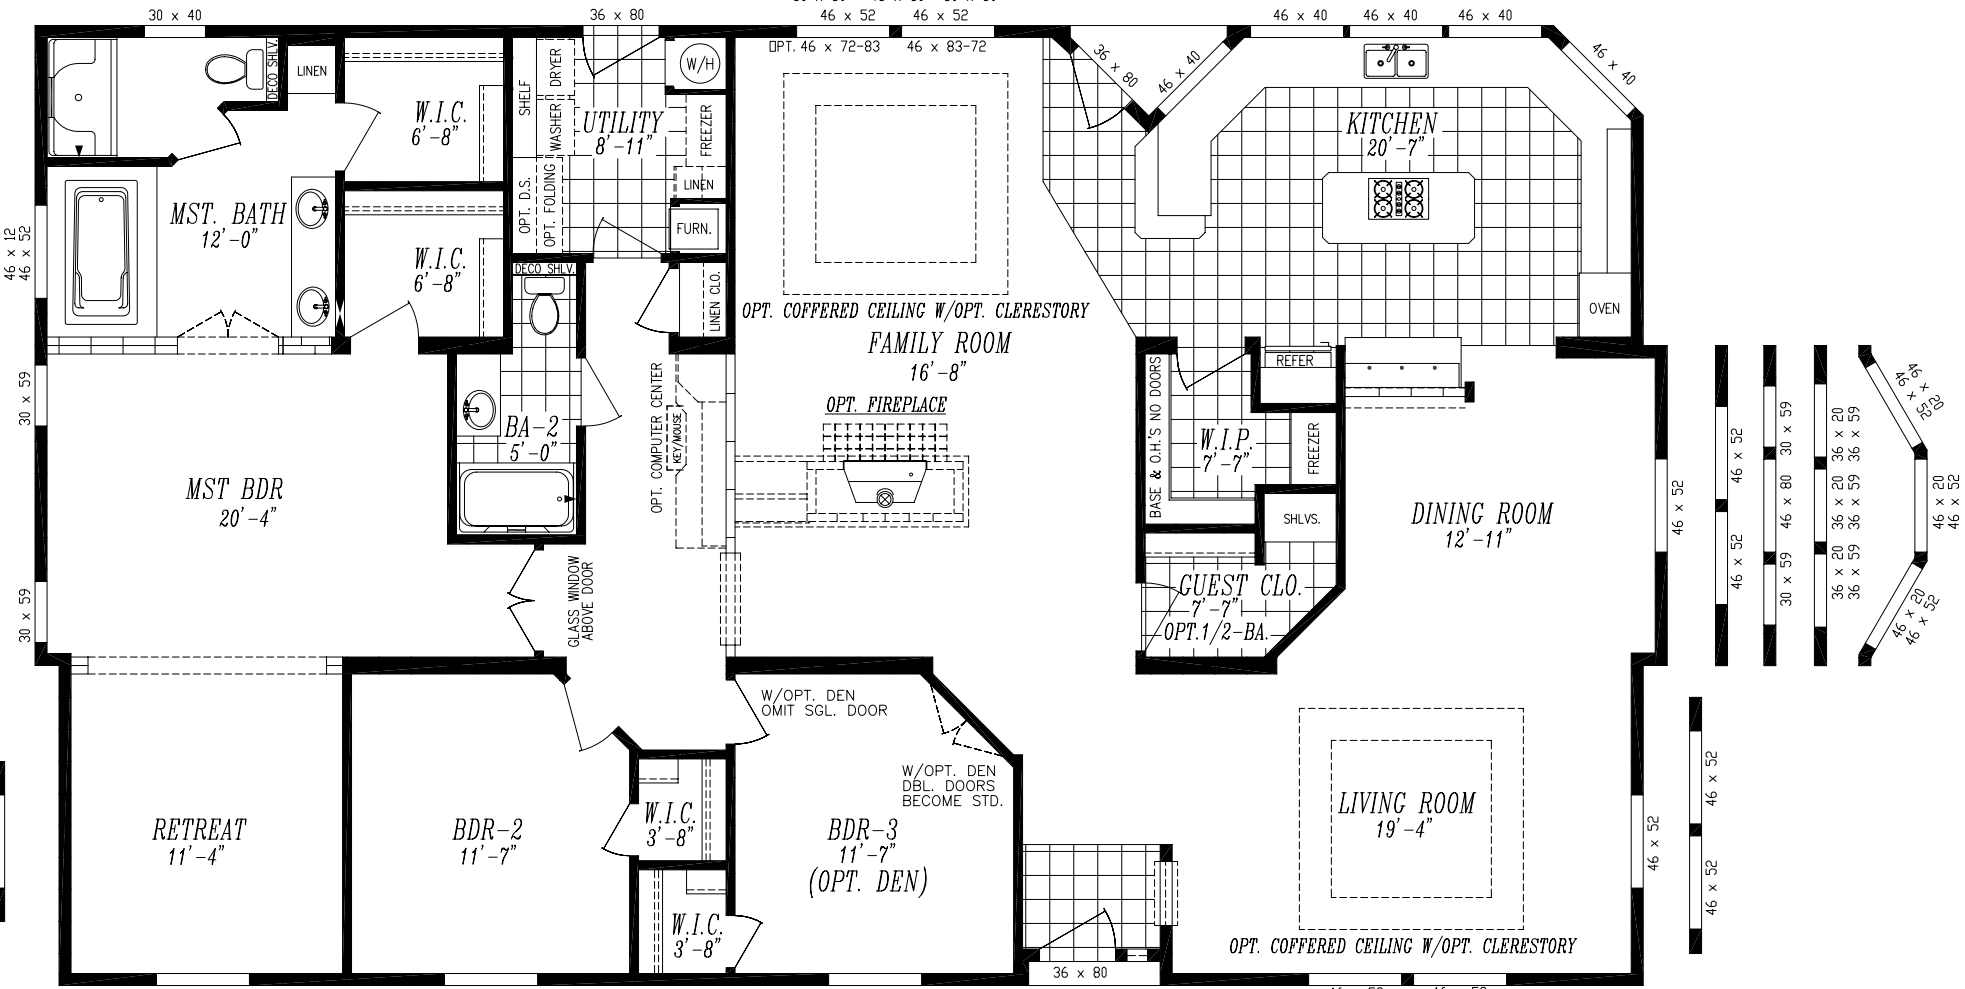 30 x 40
36 x 80
46 x 52
46 x 52
46 x 40
46 x 40
46 x 40
OPT. 46 x 72-83
46 x 83-72
36 x 80
46 x 40
46 x 40
DECO SHLV.
LINEN
W.I.C.
6'-8"
SHELF
DRYER
WASHER
W/H
UTILITY
8'-11"
FREEZER
LINEN
FURN.
OPT. D.S.
OPT. FOLDING
KITCHEN
20'-7"
OVEN
MST. BATH
12'-0"
46 x 12
46 x 52
W.I.C.
6'-8"
DECO SHLV.
LINEN CLO.
OPT. COFFERED CEILING W/OPT. CLERESTORY
FAMILY ROOM
16'-8"
OPT. FIREPLACE
30 x 59
BA-2
5'-0"
OPT. COMPUTER CENTER
KEY/MOUSE
BASE & O.H.'S NO DOORS
REFER
W.I.P.
7'-7"
FREEZER
SHLVS.
MST BDR
20'-4"
DINING ROOM
12'-11"
46 x 52
46 x 52
46 x 52
30 x 59
46 x 80
30 x 59
36 x 20
36 x 59
36 x 20
36 x 59
36 x 20
36 x 59
46 x 20
46 x 52
46 x 20
46 x 52
46 x 20
46 x 52
30 x 59
GLASS WINDOW
ABOVE DOOR
GUEST CLO.
7'-7"
OPT.1/2-BA.
W/OPT. DEN
OMIT SGL. DOOR
W/OPT. DEN
DBL. DOORS
BECOME STD.
RETREAT
11'-4"
BDR-2
11'-7"
W.I.C.
3'-8"
W.I.C.
3'-8"
BDR-3
11'-7"
(OPT. DEN)
LIVING ROOM
19'-4"
46 x 52
46 x 52
46 x 52
OPT. COFFERED CEILING W/OPT. CLERESTORY
36 x 80